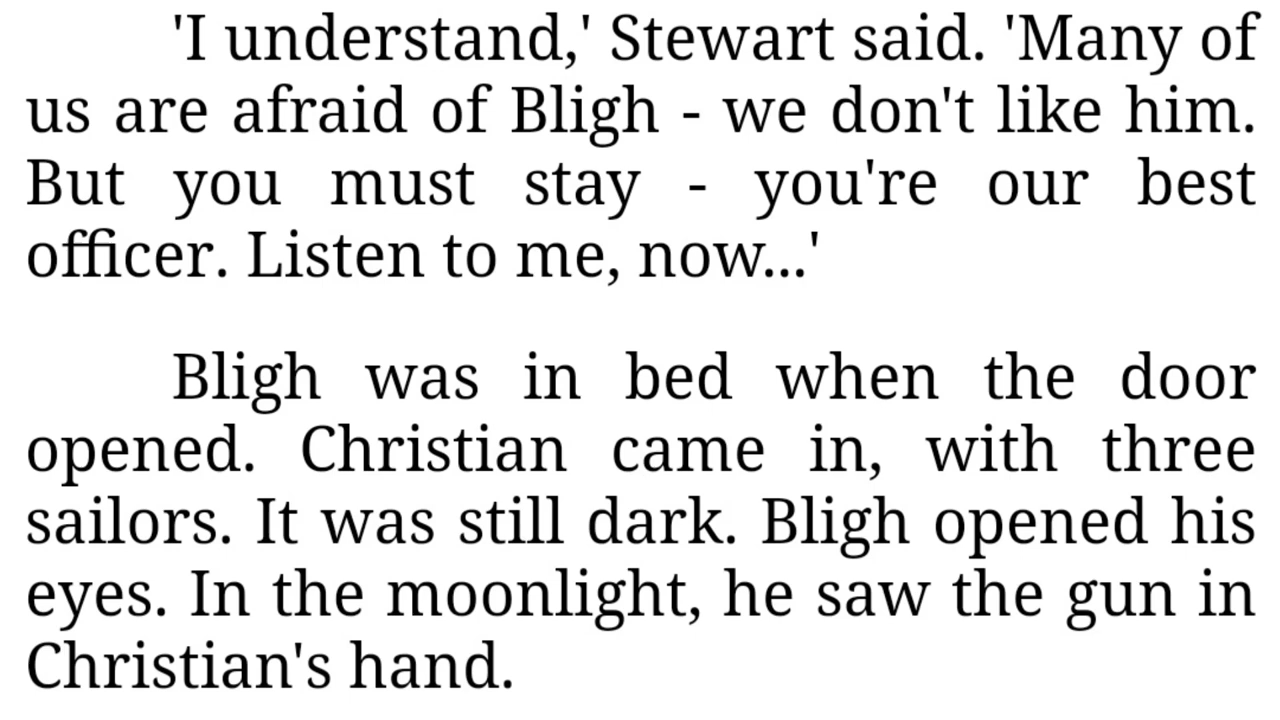 'I understand,' Stewart said. 'Many of
us are afraid of Bligh - we don't like him.
But you must stay - you're our best
officer. Listen to me, now...'
Bligh was in bed when the door
opened. Christian came in, with three
sailors. It was still dark. Bligh opened his
eyes. In the moonlight, he saw the gun in
Christian's hand.